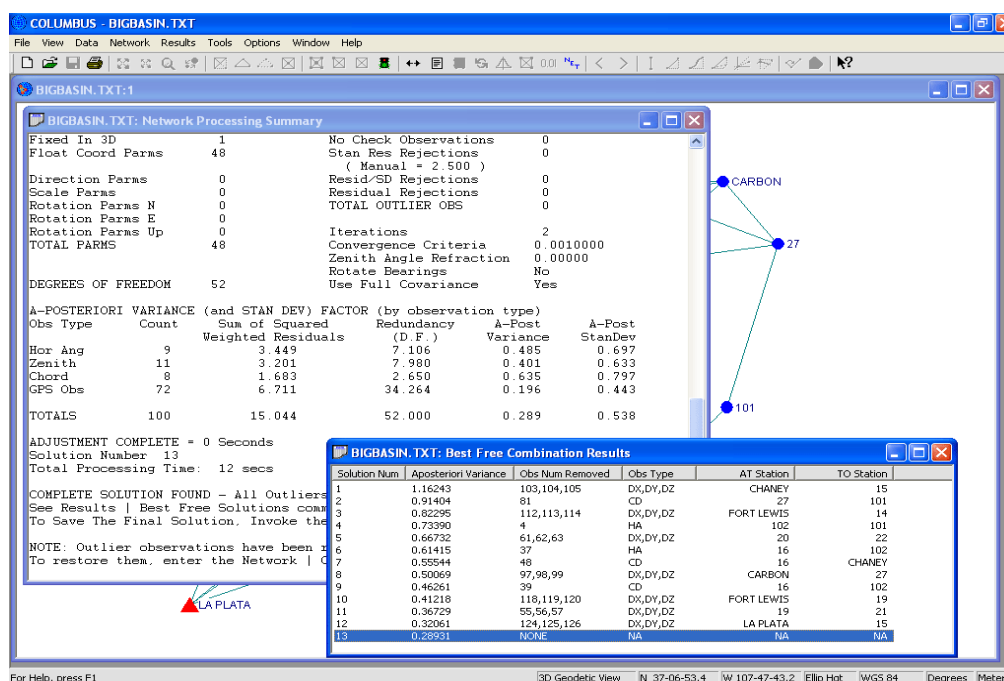 COLUMBUS - BIGBASIN.TXT
File View Data Network Results Tools Options Window Help
BIGBASIN.TXT:1
BIGBASIN.TXT: Network Processing Summary
Fixed In 3D 1 No Check Observations 0
Float Coord Parms 48 Stan Res Rejections 0
( Manual = 2.500 )
Direction Parms 0 Resid/SD Rejections 0
Scale Parms 0 Residual Rejections 0
Rotation Parms N 0 TOTAL OUTLIER OBS 0
Rotation Parms E 0
Rotation Parms Up 0 Iterations 2
TOTAL PARMS 48 Convergence Criteria 0.0010000
Zenith Angle Refraction 0.00000
Rotate Bearings No
DEGREES OF FREEDOM 52 Use Full Covariance Yes
A-POSTERIORI VARIANCE (and STAN DEV) FACTOR (by observation type)
Obs Type Count Sum of Squared Redundancy A-Post A-Post
Weighted Residuals (D.F.) Variance StanDev
Hor Ang 9 3.449 7.106 0.485 0.697
Zenith 11 3.201 7.980 0.401 0.633
Chord 8 1.683 2.650 0.635 0.797
GPS Obs 72 6.711 34.264 0.196 0.443
TOTALS 100 15.044 52.000 0.289 0.538
ADJUSTMENT COMPLETE = 0 Seconds
Solution Number 13
Total Processing Time: 12 secs
COMPLETE SOLUTION FOUND - All Outliers
See Results | Best Free Solutions comm
To Save The Final Solution, Invoke the
NOTE: Outlier observations have been r
To restore them, enter the Network | C
CARBON
27
101
LA PLATA
BIGBASIN.TXT: Best Free Combination Results
Solution Num Aposteriori Variance Obs Num Removed Obs Type AT Station TO Station
1 1.16243 103,104,105 DX,DY,DZ CHANEY 15
2 0.91404 81 CD 27 101
3 0.82295 112,113,114 DX,DY,DZ FORT LEWIS 14
4 0.73390 4 HA 102 101
5 0.66732 61,62,63 DX,DY,DZ 20 22
6 0.61415 37 HA 16 102
7 0.55544 48 CD 16 CHANEY
8 0.50069 97,98,99 DX,DY,DZ CARBON 27
9 0.46261 39 CD 16 102
10 0.41218 118,119,120 DX,DY,DZ FORT LEWIS 19
11 0.36729 55,56,57 DX,DY,DZ 19 21
12 0.32061 124,125,126 DX,DY,DZ LA PLATA 15
13 0.28931 NONE NA NA NA
For Help, press F1
3D Geodetic View N 37-06-53.4 W 107-47-43.2 Ellip Hgt WGS 84 Degrees Meter